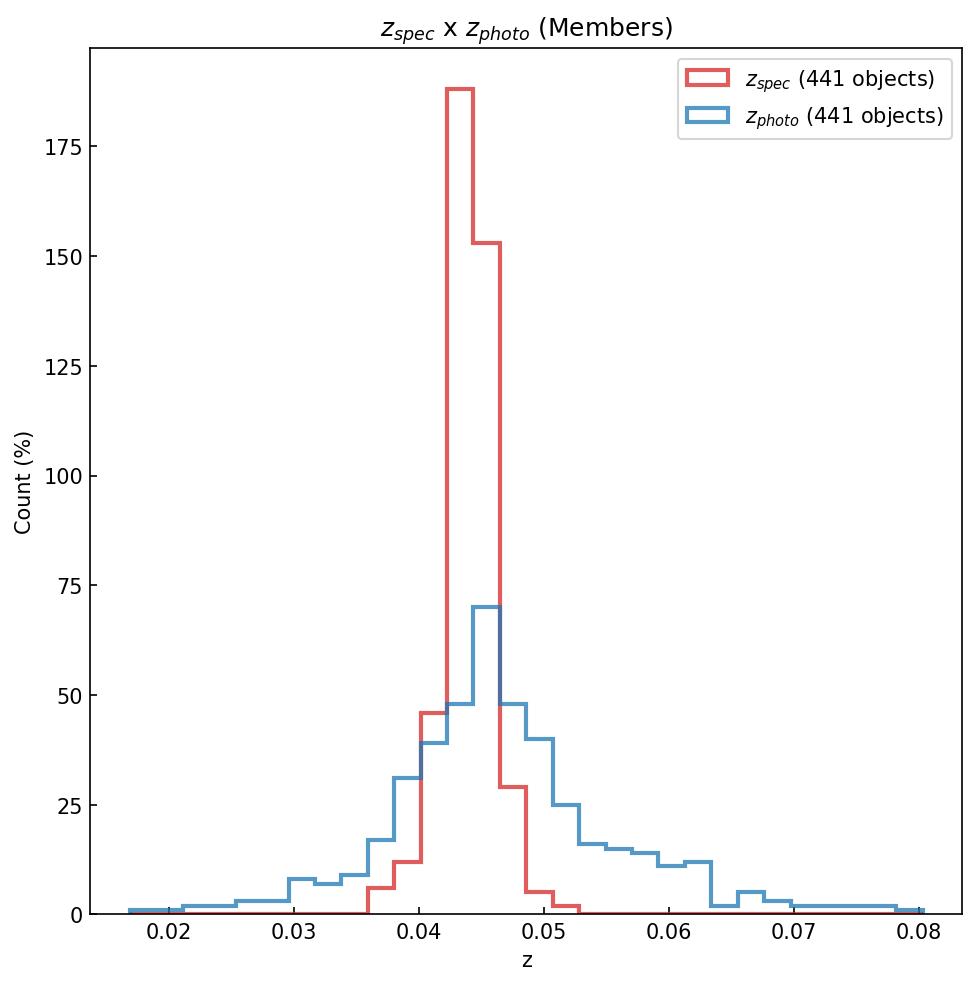 z_spec x z_photo (Members)
z_spec (441 objects)
z_photo (441 objects)
Count (%)
175
150
125
100
75
50
25
0
0.02 0.03 0.04 0.05 0.06 0.07 0.08
z